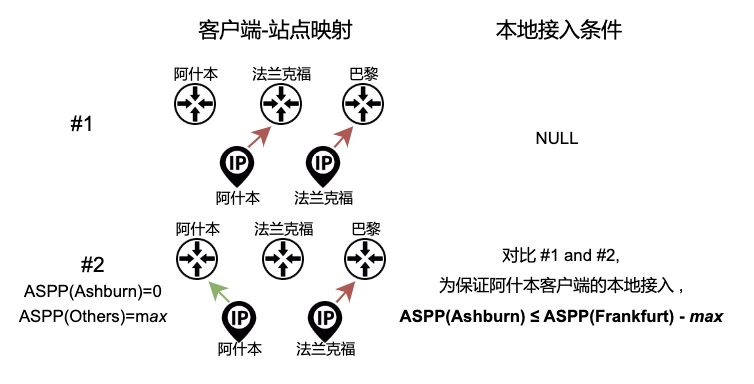 客户端-站点映射
本地接入条件
阿什本
法兰克福
巴黎
#1
IP
IP
NULL
阿什本
法兰克福
阿什本
法兰克福
巴黎
#2
ASPP(Ashburn)=0
ASPP(Others)=max
IP
IP
阿什本
法兰克福
对比 #1 and #2,
为保证阿什本客户端的本地接入 ,
ASPP(Ashburn) ≤ ASPP(Frankfurt) - max